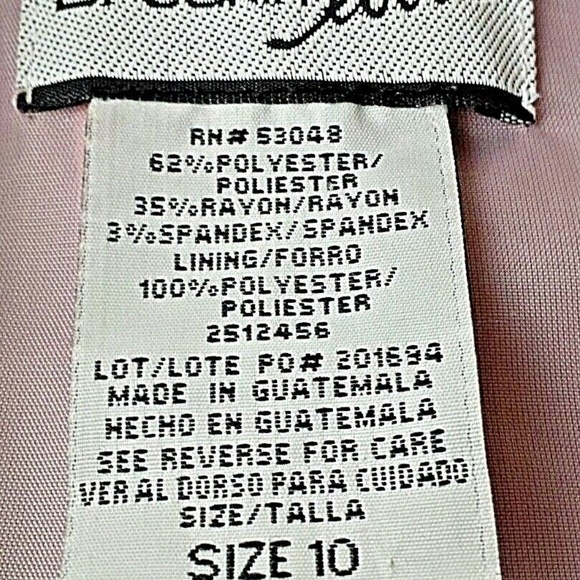 RN# 53048
62%POLYESTER/
POLIESTER
35%RAYON/RAYON
3%SPANDEX/SPANDEX
LINING/FORRO
100%POLYESTER/
POLIESTER
2512456
LOT/LOTE PO# 201694
MADE IN GUATEMALA
HECHO EN GUATEMALA
SEE REVERSE FOR CARE
VER AL DORSO PARA CUIDADO
SIZE/TALLA
SIZE 10